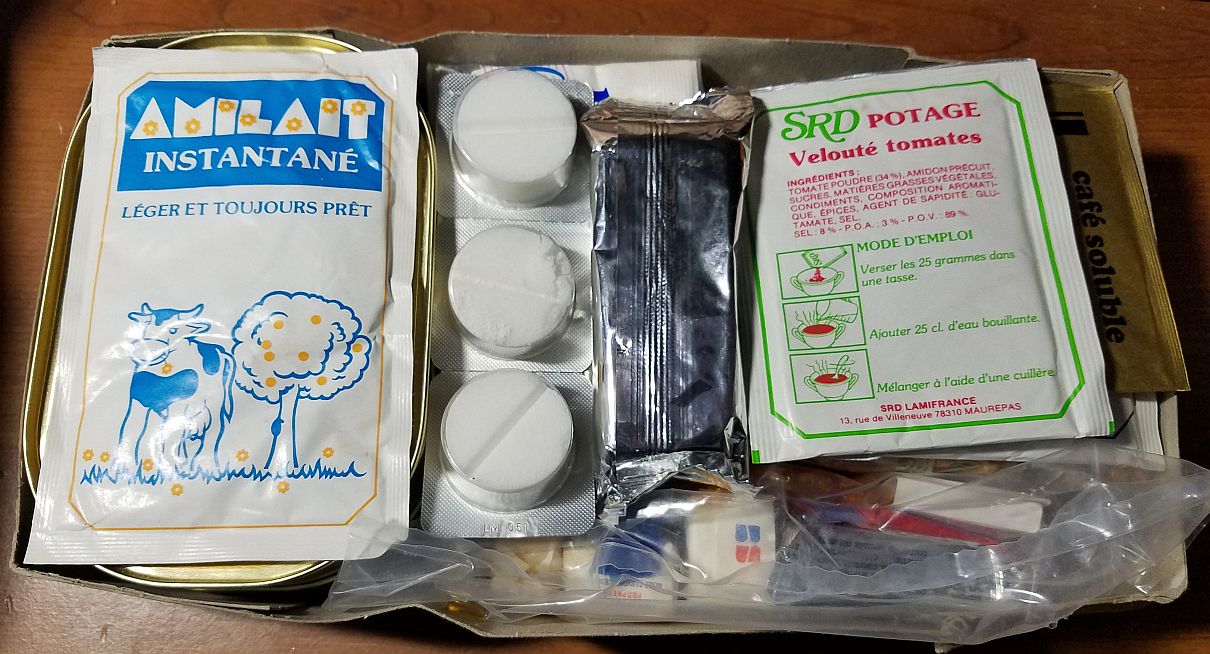 AMILAIT
INSTANTANÉ
LÉGER ET TOUJOURS PRÊT
LM 051
SRD POTAGE
Velouté tomates
INGRÉDIENTS :
TOMATE POUDRE (34 %), AMIDON PRÉCUIT,
SUCRES, MATIÈRES GRASSES VÉGÉTALES,
CONDIMENTS, COMPOSITION AROMATI-
QUE, ÉPICES, AGENT DE SAPIDITÉ : GLU-
TAMATE, SEL.
SEL : 8 % - P.O.A. : 3 % - P.O.V. : 89 %.
MODE D'EMPLOI
Verser les 25 grammes dans
une tasse.
Ajouter 25 cl. d'eau bouillante.
Mélanger à l'aide d'une cuillère
SRD LAMIFRANCE
13, rue de Villeneuve 78310 MAUREPAS
café soluble